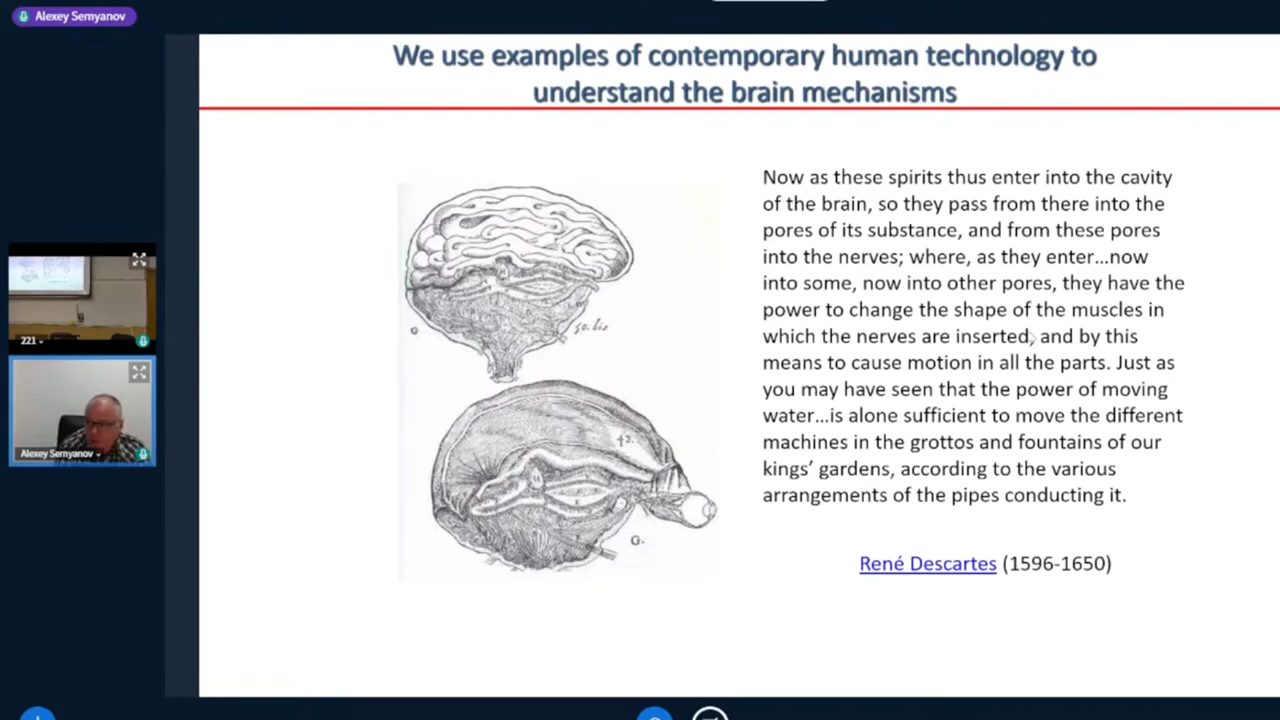 Alexey Semyanov
We use examples of contemporary human technology to
understand the brain mechanisms
Now as these spirits thus enter into the cavity
of the brain, so they pass from there into the
pores of its substance, and from these pores
into the nerves; where, as they enter...now
into some, now into other pores, they have the
power to change the shape of the muscles in
which the nerves are inserted, and by this
means to cause motion in all the parts. Just as
you may have seen that the power of moving
water...is alone sufficient to move the different
machines in the grottos and fountains of our
kings' gardens, according to the various
arrangements of the pipes conducting it.
René Descartes (1596-1650)
221
Alexey Semyanov
G.